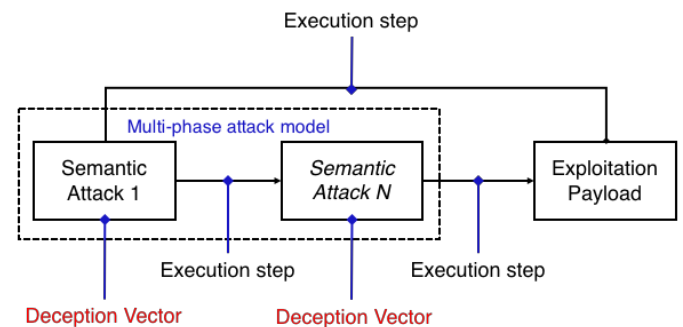 Execution step
Multi-phase attack model
Semantic
Attack 1
Semantic
Attack N
Exploitation
Payload
Execution step
Execution step
Deception Vector
Deception Vector